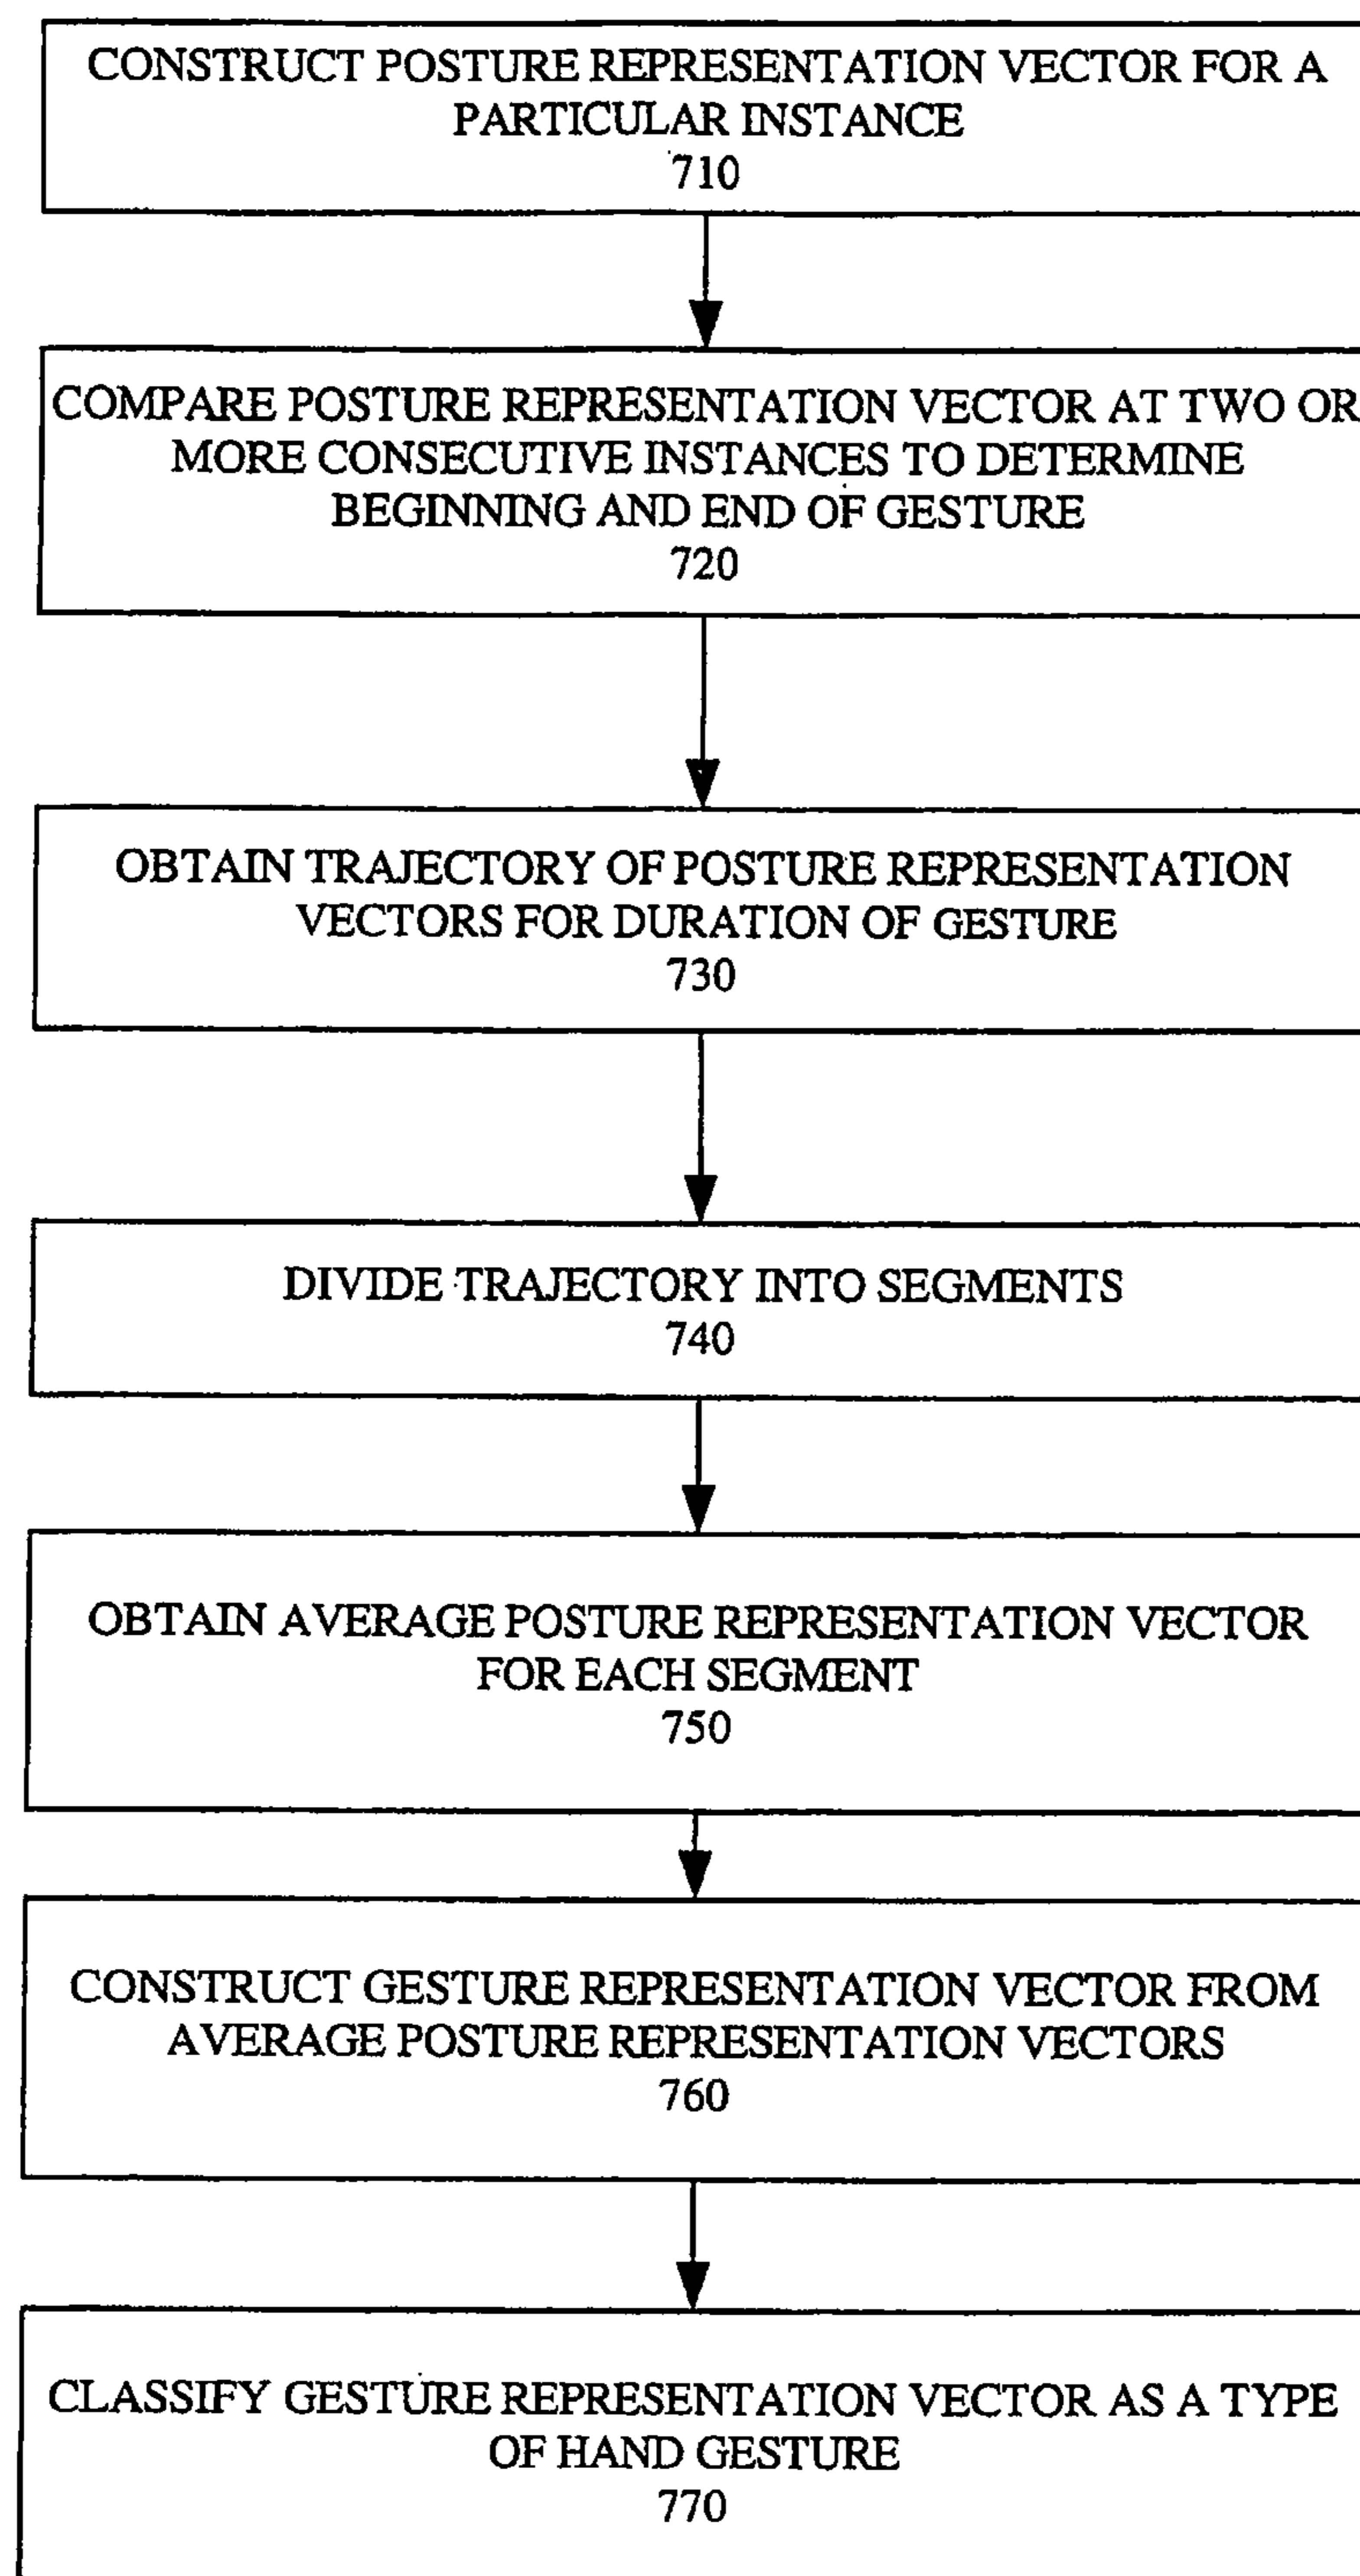 CONSTRUCT POSTURE REPRESENTATION VECTOR FOR A
PARTICULAR INSTANCE
710
COMPARE POSTURE REPRESENTATION VECTOR AT TWO OR
MORE CONSECUTIVE INSTANCES TO DETERMINE
BEGINNING AND END OF GESTURE
720
OBTAIN TRAJECTORY OF POSTURE REPRESENTATION
VECTORS FOR DURATION OF GESTURE
730
DIVIDE TRAJECTORY INTO SEGMENTS
740
OBTAIN AVERAGE POSTURE REPRESENTATION VECTOR
FOR EACH SEGMENT
750
CONSTRUCT GESTURE REPRESENTATION VECTOR FROM
AVERAGE POSTURE REPRESENTATION VECTORS
760
CLASSIFY GESTURE REPRESENTATION VECTOR AS A TYPE
OF HAND GESTURE
770